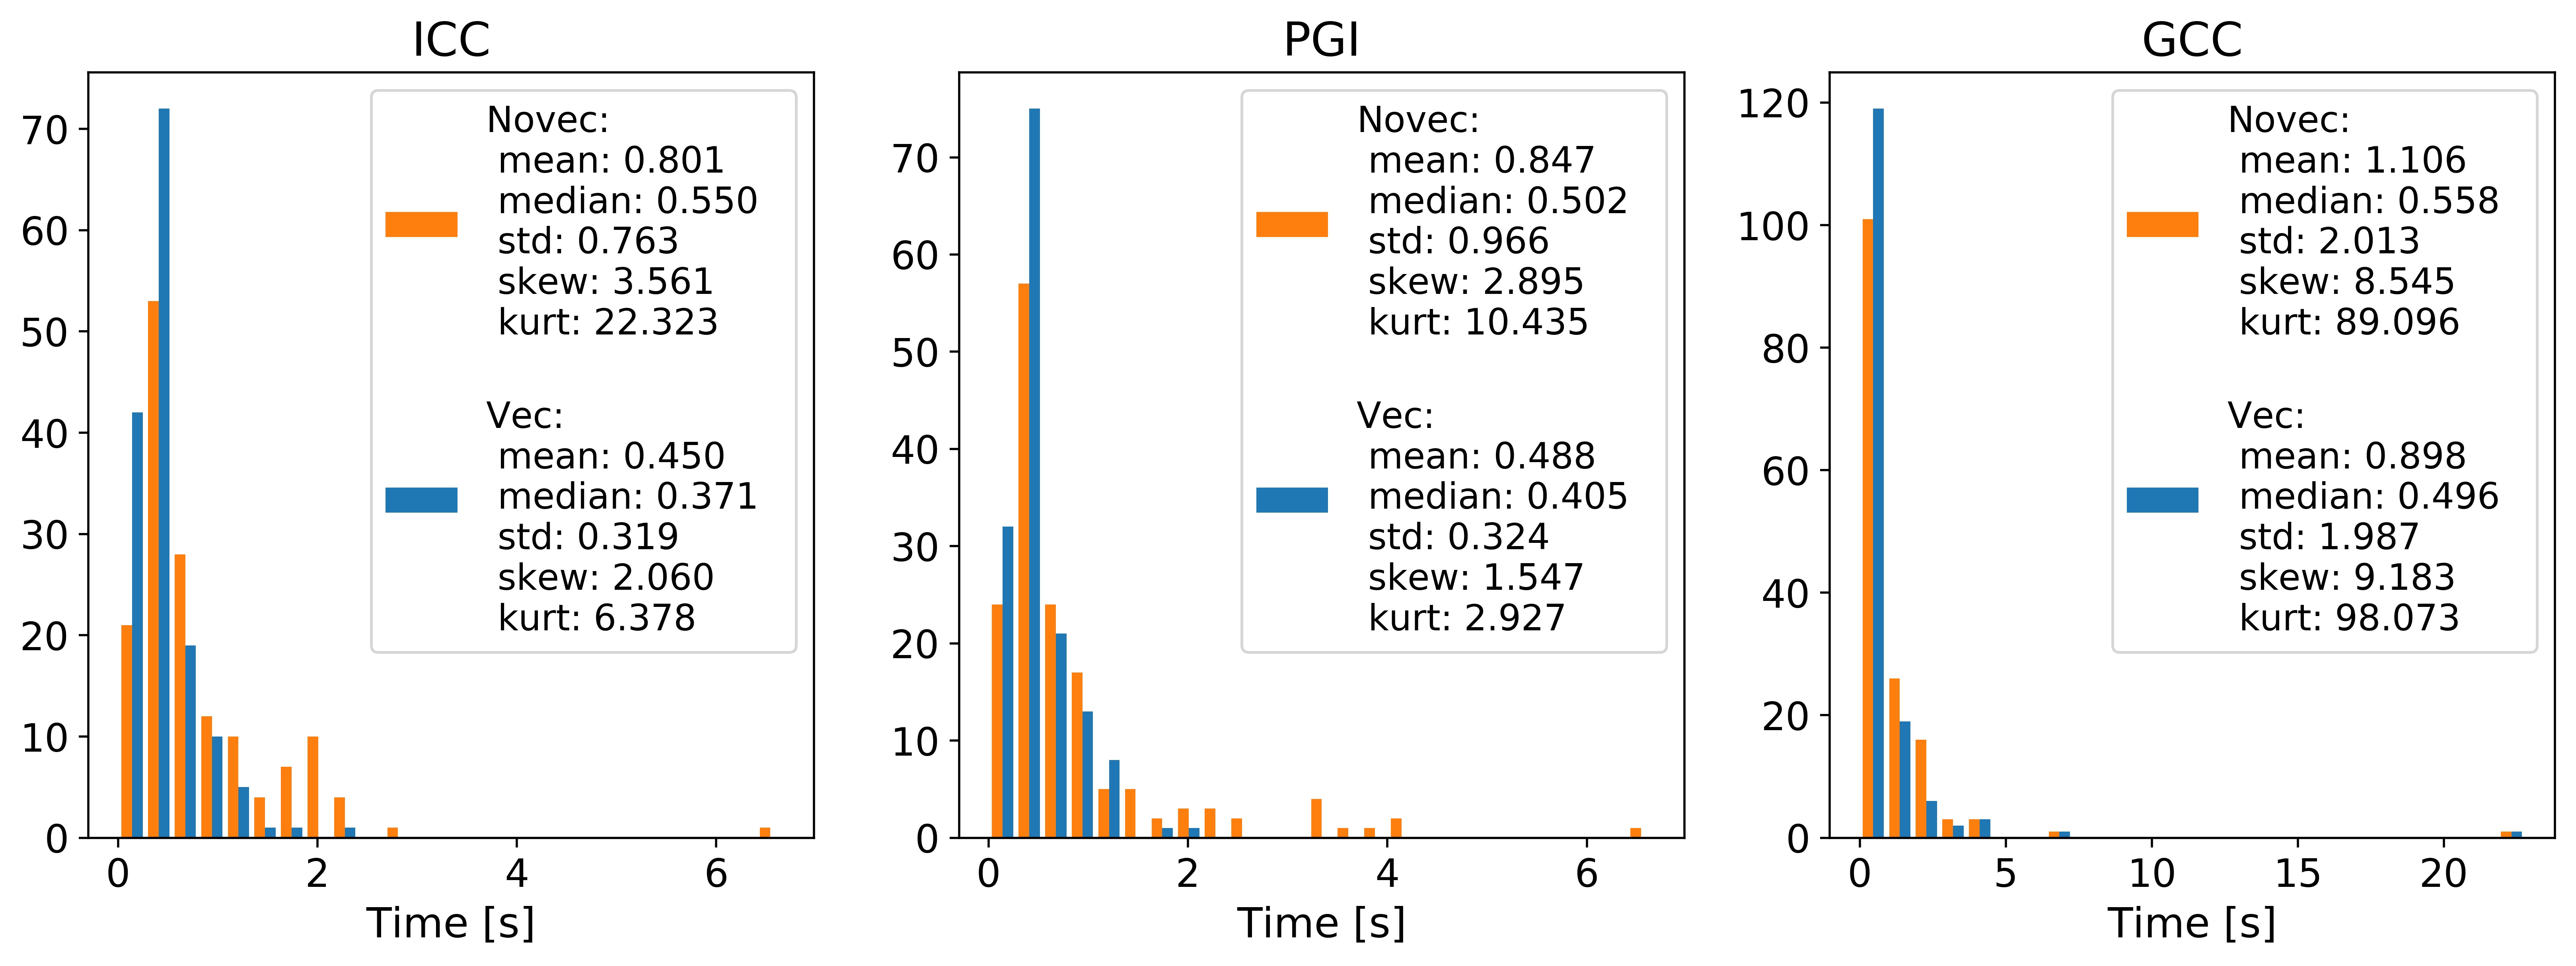 ICC
70
60
50
40
30
20
10
0
0 2 4 6
Time [s]
Novec:
mean: 0.801
median: 0.550
std: 0.763
skew: 3.561
kurt: 22.323
Vec:
mean: 0.450
median: 0.371
std: 0.319
skew: 2.060
kurt: 6.378
PGI
70
60
50
40
30
20
10
0
0 2 4 6
Time [s]
Novec:
mean: 0.847
median: 0.502
std: 0.966
skew: 2.895
kurt: 10.435
Vec:
mean: 0.488
median: 0.405
std: 0.324
skew: 1.547
kurt: 2.927
GCC
120
100
80
60
40
20
0
0 5 10 15 20
Time [s]
Novec:
mean: 1.106
median: 0.558
std: 2.013
skew: 8.545
kurt: 89.096
Vec:
mean: 0.898
median: 0.496
std: 1.987
skew: 9.183
kurt: 98.073